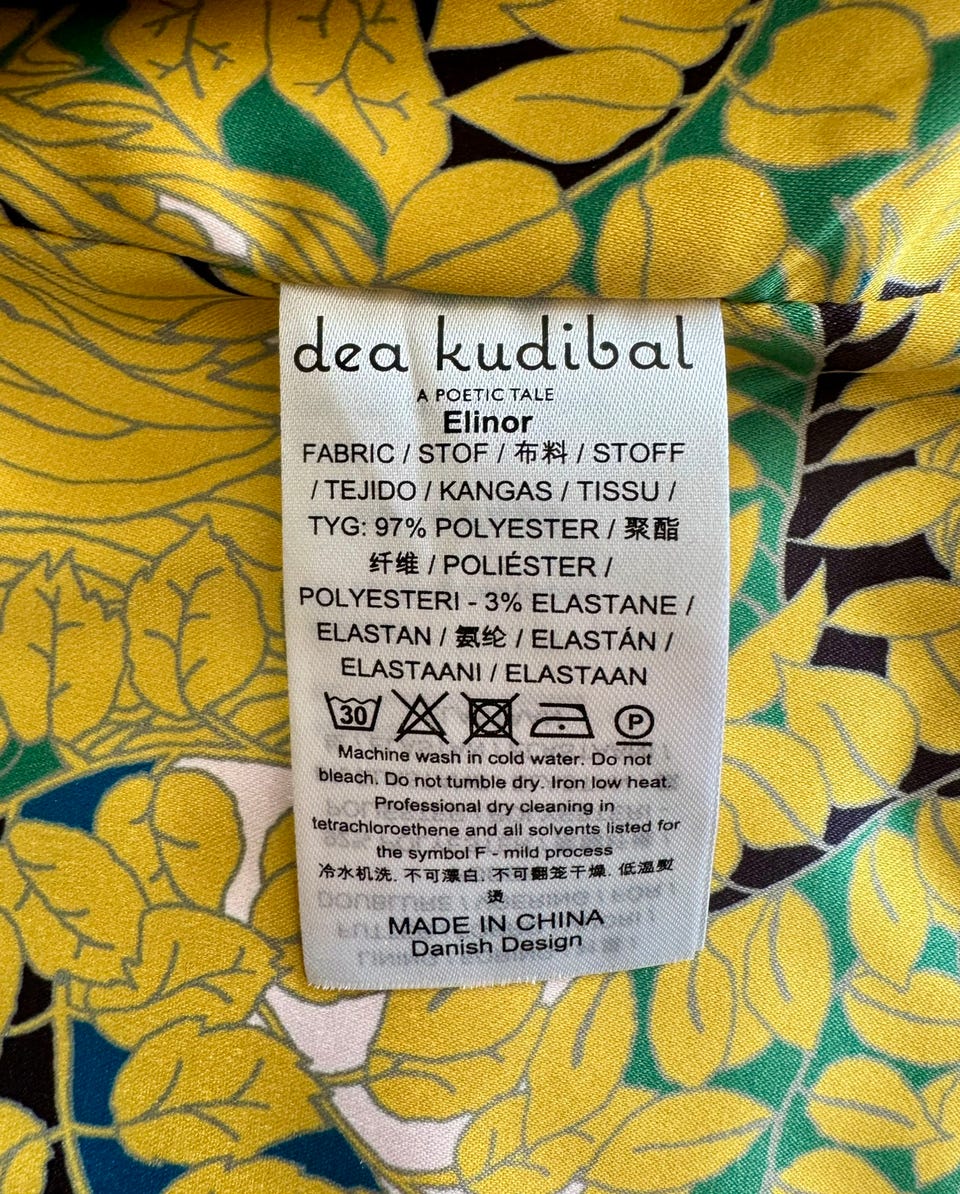 dea kudibal
A POETIC TALE
Elinor
FABRIC / STOF / 布料 / STOFF
/ TEJIDO / KANGAS / TISSU /
TYG: 97% POLYESTER / 聚酯
纤维 / POLIÉSTER /
POLYESTERI - 3% ELASTANE /
ELASTAN / 氨纶 / ELASTÁN /
ELASTAANI / ELASTAAN
30 P
Machine wash in cold water. Do not
bleach. Do not tumble dry. Iron low heat.
Professional dry cleaning in
tetrachloroethene and all solvents listed for
the symbol F - mild process
冷水机洗. 不可漂白. 不可翻笼干燥. 低温熨
烫
MADE IN CHINA
Danish Design